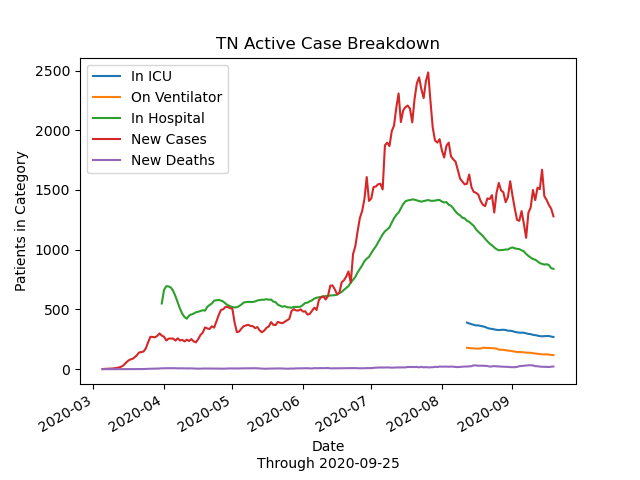 TN Active Case Breakdown
In ICU
On Ventilator
In Hospital
New Cases
New Deaths
Patients in Category
2500
2000
1500
1000
500
0
2020-03
2020-04
2020-05
2020-06
2020-07
2020-08
2020-09
Date
Through 2020-09-25